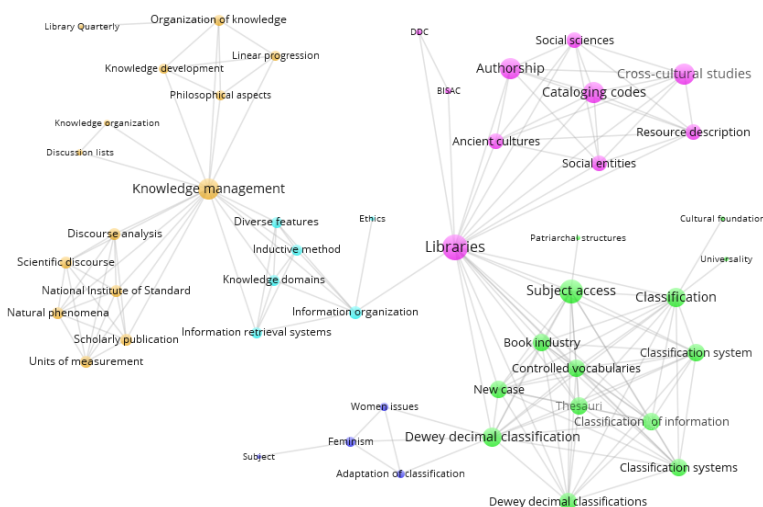 Organization of knowledge
Library Quarterly
DDC
Social sciences
Linear progression
Knowledge development
Authorship
Cross-cultural studies
Philosophical aspects
BISAC
Cataloging codes
Knowledge organization
Resource description
Ancient cultures
Discussion lists
Social entities
Knowledge management
Diverse features
Ethics
Cultural foundation
Discourse analysis
Patriarchal structures
Inductive method
Libraries
Universality
Scientific discourse
Knowledge domains
National Institute of Standard
Subject access
Classification
Natural phenomena
Information organization
Information retrieval systems
Scholarly publication
Book industry
Classification system
Units of measurement
Controlled vocabularies
New case
Women issues
Thesauri
Classification of information
Feminism
Dewey decimal classification
Subject
Adaptation of classification
Classification systems
Dewey decimal classifications